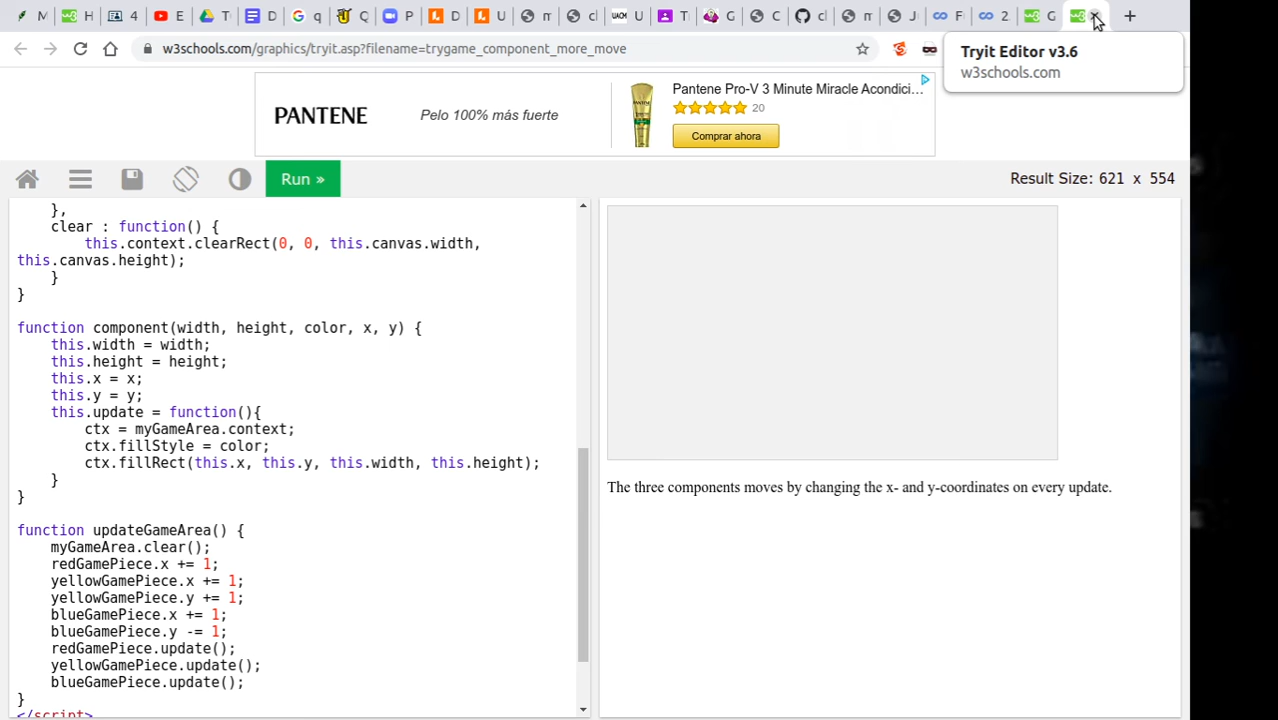 H
4
E
T
D
q
Q
P
D
U
m
cl
U
T
G
C
cl
m
J
F
2
G
w3schools.com/graphics/tryit.asp?filename=trygame_component_more_move
Tryit Editor v3.6
w3schools.com
PANTENE
Pelo 100% más fuerte
Pantene Pro-V 3 Minute Miracle Acondici...
20
Comprar ahora
Run »
Result Size: 621 x 554
},
clear : function() {
this.context.clearRect(0, 0, this.canvas.width,
this.canvas.height);
}
}
function component(width, height, color, x, y) {
this.width = width;
this.height = height;
this.x = x;
this.y = y;
this.update = function(){
ctx = myGameArea.context;
ctx.fillStyle = color;
ctx.fillRect(this.x, this.y, this.width, this.height);
}
}
function updateGameArea() {
myGameArea.clear();
redGamePiece.x += 1;
yellowGamePiece.x += 1;
yellowGamePiece.y += 1;
blueGamePiece.x += 1;
blueGamePiece.y -= 1;
redGamePiece.update();
yellowGamePiece.update();
blueGamePiece.update();
}
</script>
The three components moves by changing the x- and y-coordinates on every update.